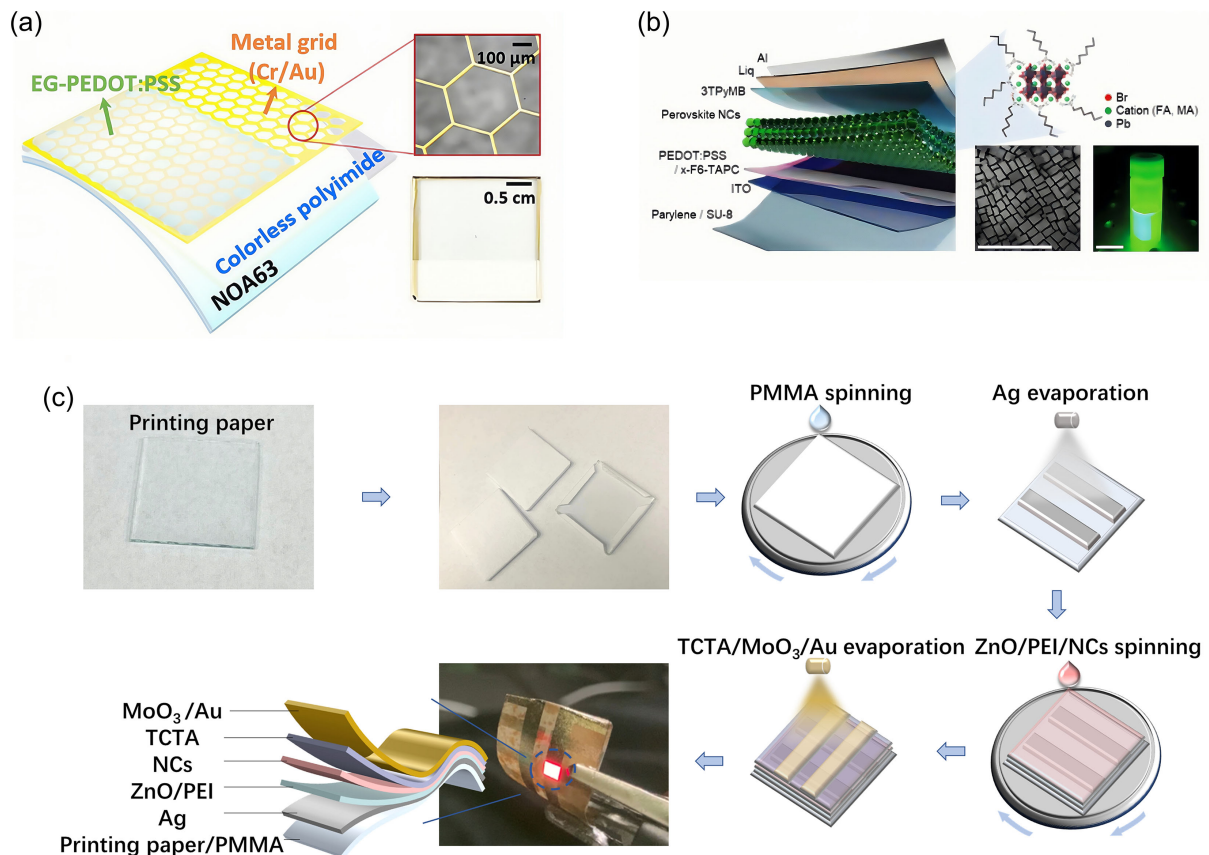 (a)
Metal grid
(Cr/Au)
EG-PEDOT:PSS
100 μm
0.5 cm
Colorless polyimide
NOA63
(b)
Al
Liq
3TPyMB
Perovskite NCs
PEDOT:PSS
/ x-F6-TAPC
ITO
Parylene / SU-8
Br
Cation (FA, MA)
Pb
(c)
Printing paper
PMMA spinning
Ag evaporation
TCTA/MoO₃/Au evaporation
ZnO/PEI/NCs spinning
MoO₃/Au
TCTA
NCs
ZnO/PEI
Ag
Printing paper/PMMA